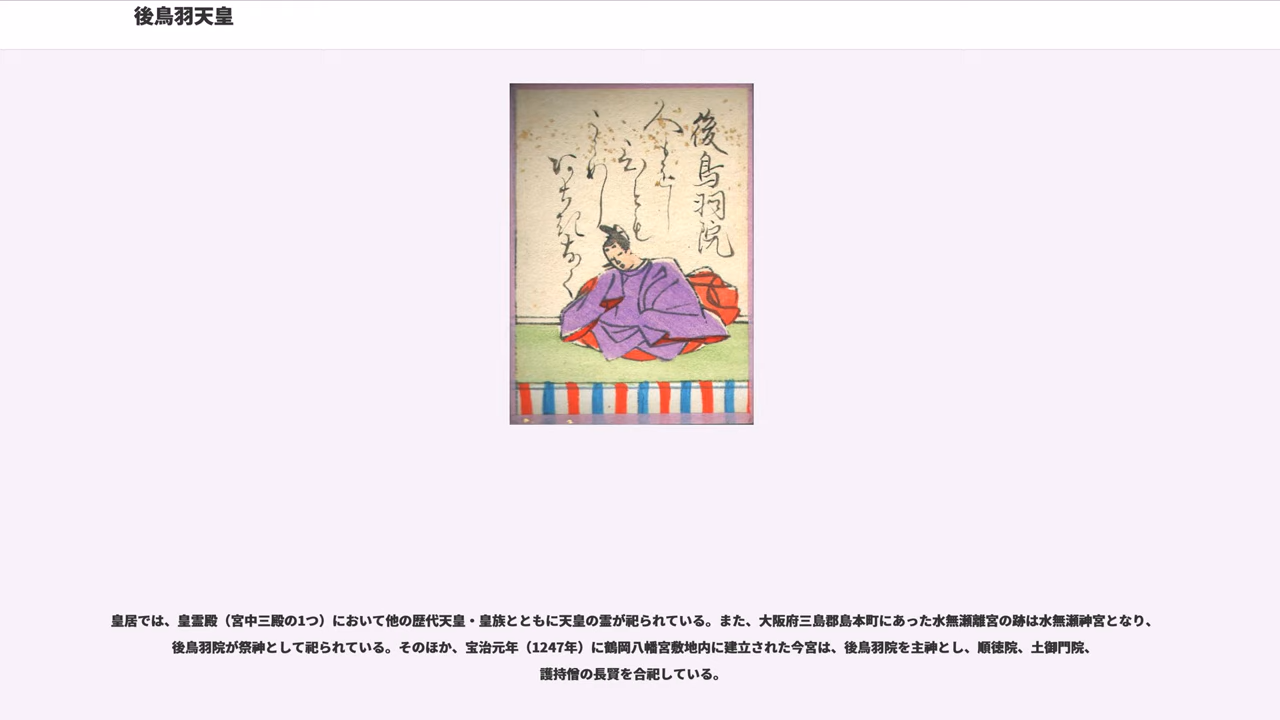 後鳥羽天皇
後鳥羽院
皇居では、皇霊殿（宮中三殿の1つ）において他の歴代天皇・皇族とともに天皇の霊が祀られている。また、大阪府三島郡島本町にあった水無瀬離宮の跡は水無瀬神宮となり、
後鳥羽院が祭神として祀られている。そのほか、宝治元年（1247年）に鶴岡八幡宮敷地内に建立された今宮は、後鳥羽院を主神とし、順徳院、土御門院、
護持僧の長賢を合祀している。